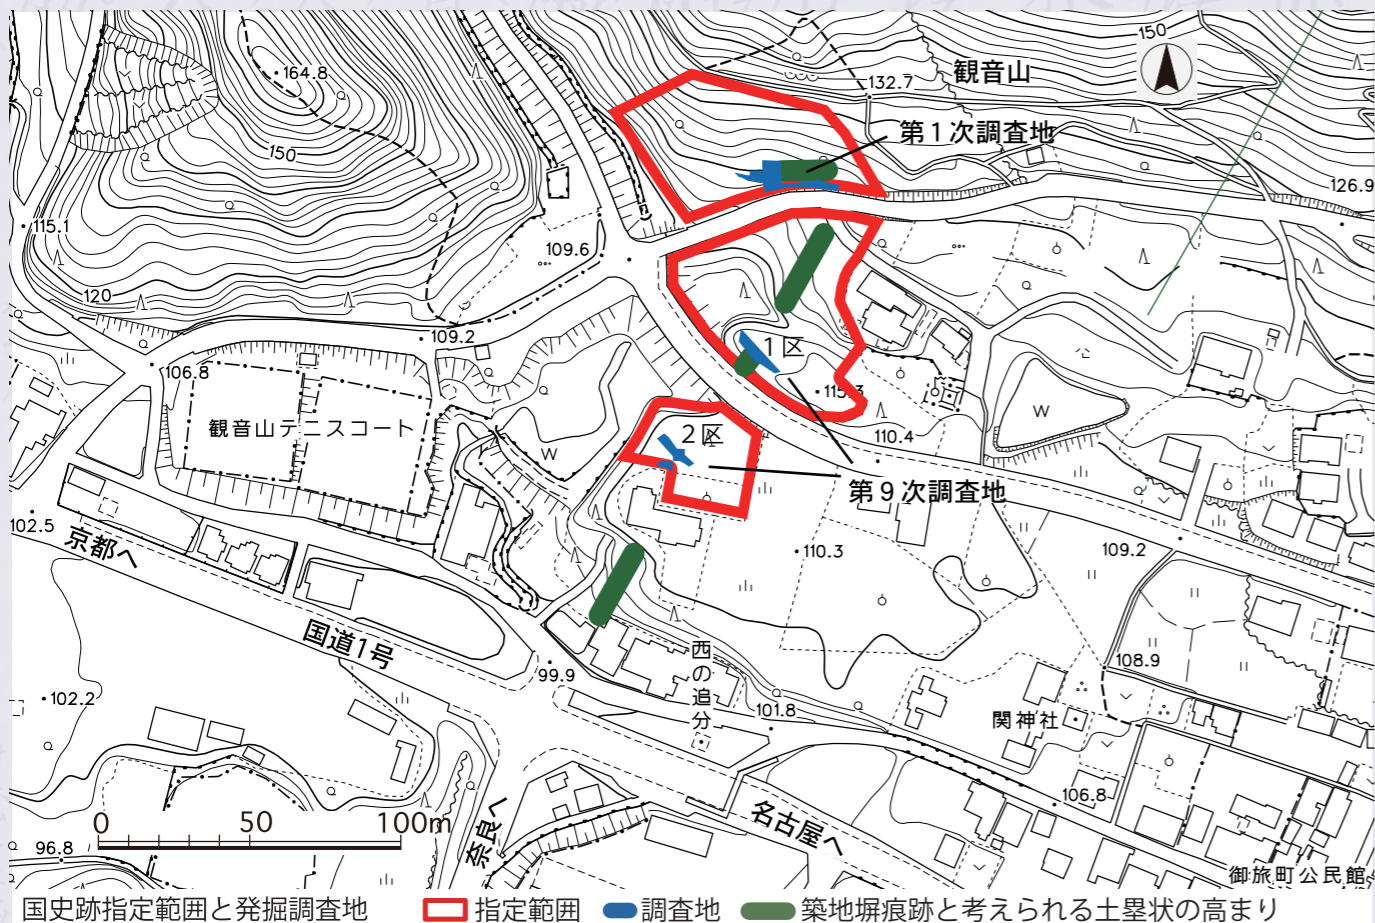 150
164.8
132.7
観音山
第1次調査地
150
126.9
115.1
109.6
120
109.2
106.8
1区
115.3
観音山テニスコート
W
2区
110.4
W
第9次調査地
102.5
京都へ
110.3
109.2
国道1号
99.9
西の追分
108.9
102.2
101.8
関神社
106.8
0 50 100m
奈良へ
名古屋へ
96.8
御旅町公民館
国史跡指定範囲と発掘調査地 指定範囲 調査地 築地塀痕跡と考えられる土塁状の高まり